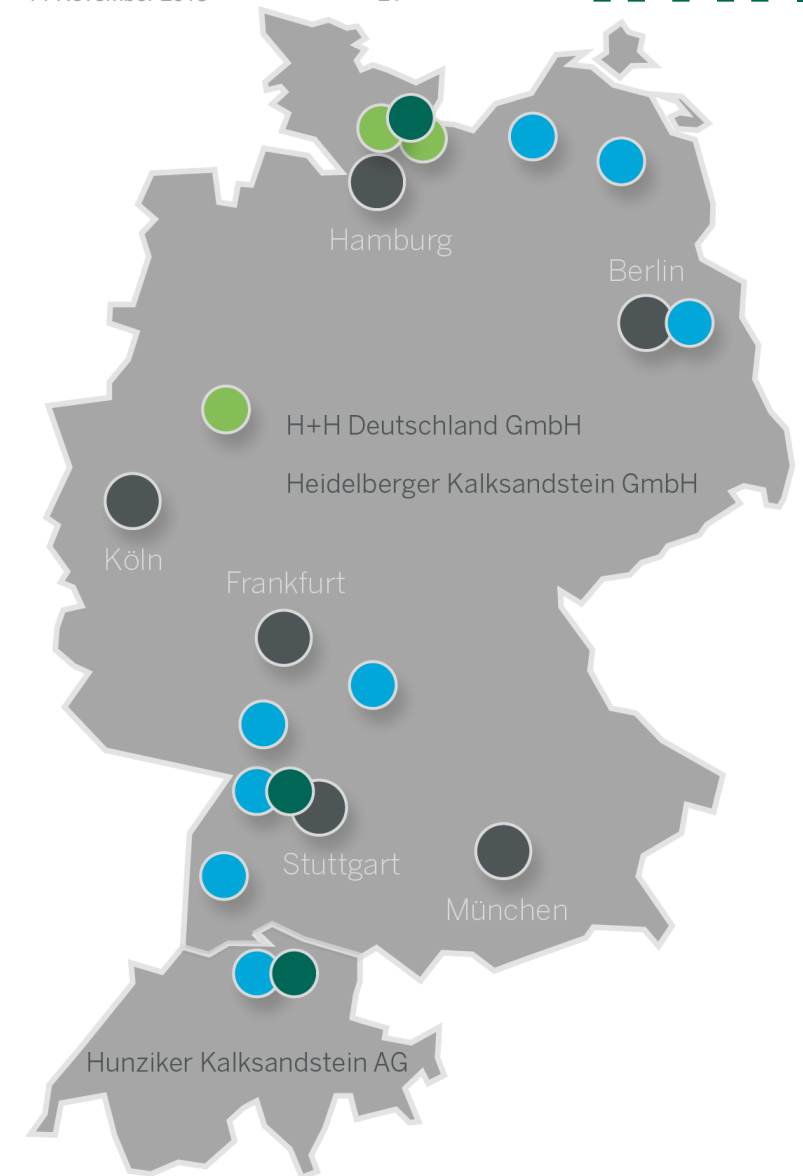 Hamburg
Berlin
H+H Deutschland GmbH
Heidelberger Kalksandstein GmbH
Köln
Frankfurt
Stuttgart
München
Hunziker Kalksandstein AG